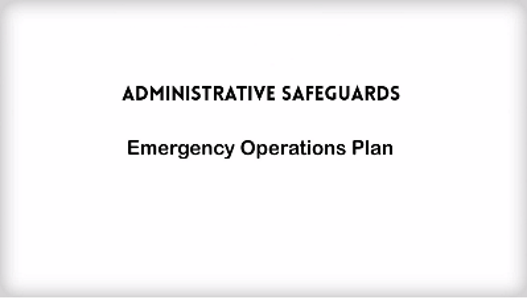 ADMINISTRATIVE SAFEGUARDS
Emergency Operations Plan